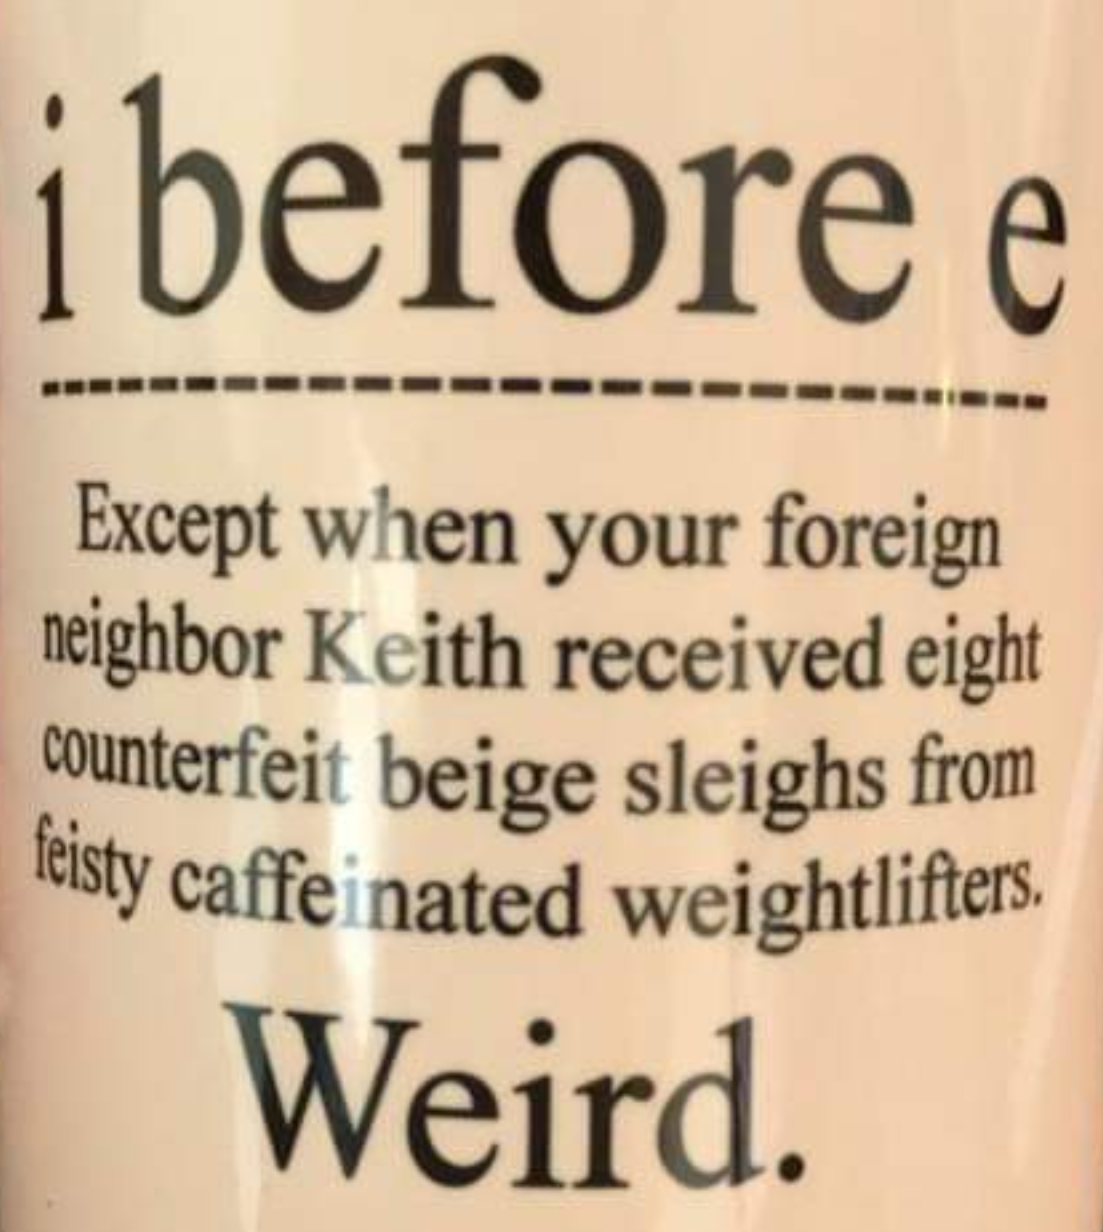 i before e
Except when your foreign
neighbor Keith received eight
counterfeit beige sleighs from
feisty caffeinated weightlifters.
Weird.